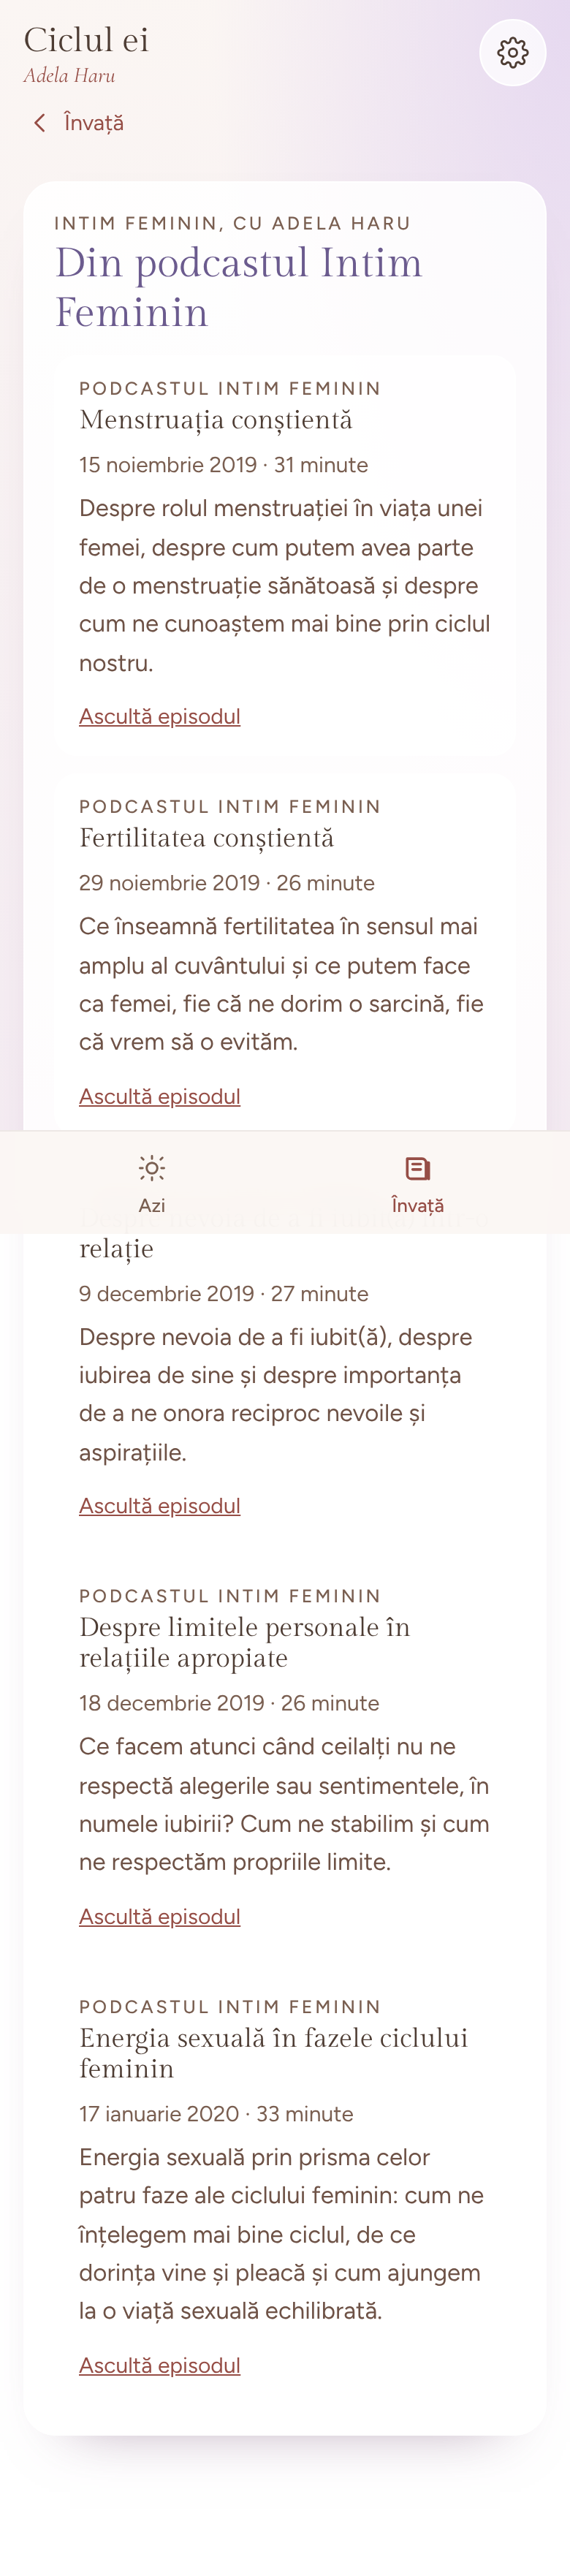 Ciclul ei
Adela Haru
Învață
INTIM FEMININ, CU ADELA HARU
Din podcastul Intim
Feminin
PODCASTUL INTIM FEMININ
Menstruația conștientă
15 noiembrie 2019 · 31 minute
Despre rolul menstruației în viața unei
femei, despre cum putem avea parte
de o menstruație sănătoasă și despre
cum ne cunoaștem mai bine prin ciclul
nostru.
Ascultă episodul
PODCASTUL INTIM FEMININ
Fertilitatea conștientă
29 noiembrie 2019 · 26 minute
Ce înseamnă fertilitatea în sensul mai
amplu al cuvântului și ce putem face
ca femei, fie că ne dorim o sarcină, fie
că vrem să o evităm.
Ascultă episodul
Azi
Învață
relație
9 decembrie 2019 · 27 minute
Despre nevoia de a fi iubit(ă), despre
iubirea de sine și despre importanța
de a ne onora reciproc nevoile și
aspirațiile.
Ascultă episodul
PODCASTUL INTIM FEMININ
Despre limitele personale în
relațiile apropiate
18 decembrie 2019 · 26 minute
Ce facem atunci când ceilalți nu ne
respectă alegerile sau sentimentele, în
numele iubirii? Cum ne stabilim și cum
ne respectăm propriile limite.
Ascultă episodul
PODCASTUL INTIM FEMININ
Energia sexuală în fazele ciclului
feminin
17 ianuarie 2020 · 33 minute
Energia sexuală prin prisma celor
patru faze ale ciclului feminin: cum ne
înțelegem mai bine ciclul, de ce
dorința vine și pleacă și cum ajungem
la o viață sexuală echilibrată.
Ascultă episodul